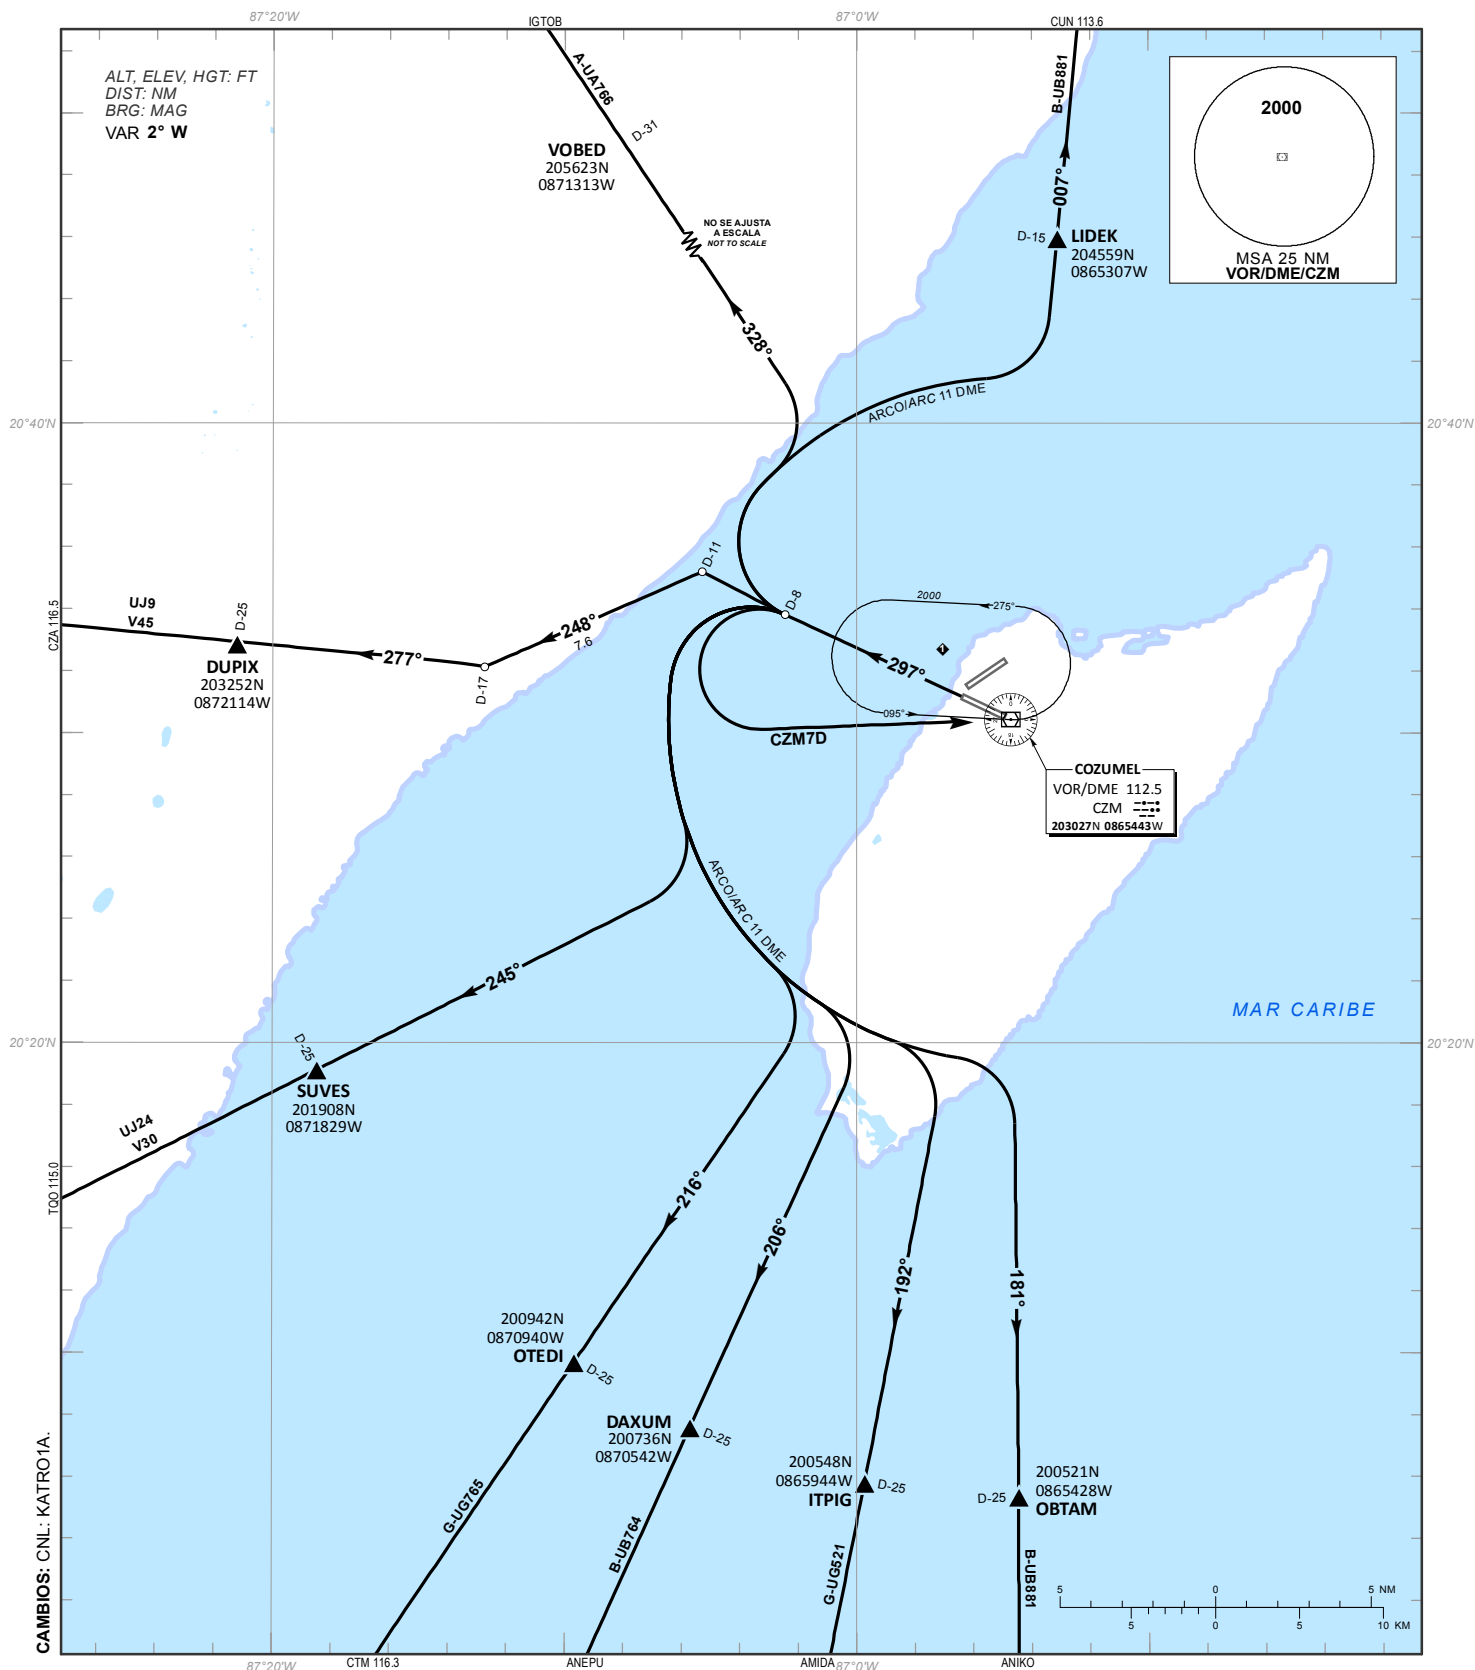 87°20'W
IGTOB
87°0'W
CUN 113.6
ALT, ELEV, HGT: FT
DIST: NM
BRG: MAG
VAR 2° W
A-UA766
D-31
VOBED
205623N
0871313W
NO SE AJUSTA
A ESCALA
NOT TO SCALE
328°
B-UB881
007°
D-15
LIDEK
204559N
0865307W
2000
MSA 25 NM
VOR/DME/CZM
20°40'N
20°40'N
ARCO/ARC 11 DME
D-11
D-8
CZA 116.5
UJ9
V45
D-25
DUPIX
203252N
0872114W
277°
D-17
248°
7.6
2000
275°
1
297°
095°
CZM7D
0
18
COZUMEL
VOR/DME 112.5
CZM
203027N 0865443W
ARCO/ARC 11 DME
245°
MAR CARIBE
20°20'N
20°20'N
D-25
SUVES
201908N
0871829W
UJ24
V30
TQO 115.0
216°
206°
192°
181°
200942N
0870940W
OTEDI
D-25
DAXUM
200736N
0870542W
D-25
200548N
0865944W
ITPIG
D-25
D-25
200521N
0865428W
OBTAM
G-UG765
B-UB764
G-UG521
B-UB881
5 0 5 NM
5 0 5 10 KM
CAMBIOS: CNL: KATRO1A.
87°20'W
CTM 116.3
ANEPU
AMIDA
87°0'W
ANIKO